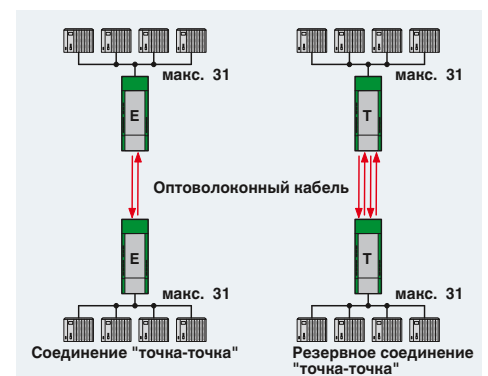 макс. 31
макс. 31
E
T
Оптоволоконный кабель
E
T
макс. 31
макс. 31
Соединение "точка-точка"
Резервное соединение
"точка-точка"